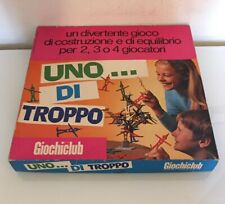 un divertente gioco
di costruzione e di equilibrio
per 2, 3 o 4 giocatori
UNO...
DI
TROPPO
Giochiclub
UNO... DI TROPPO Giochiclub